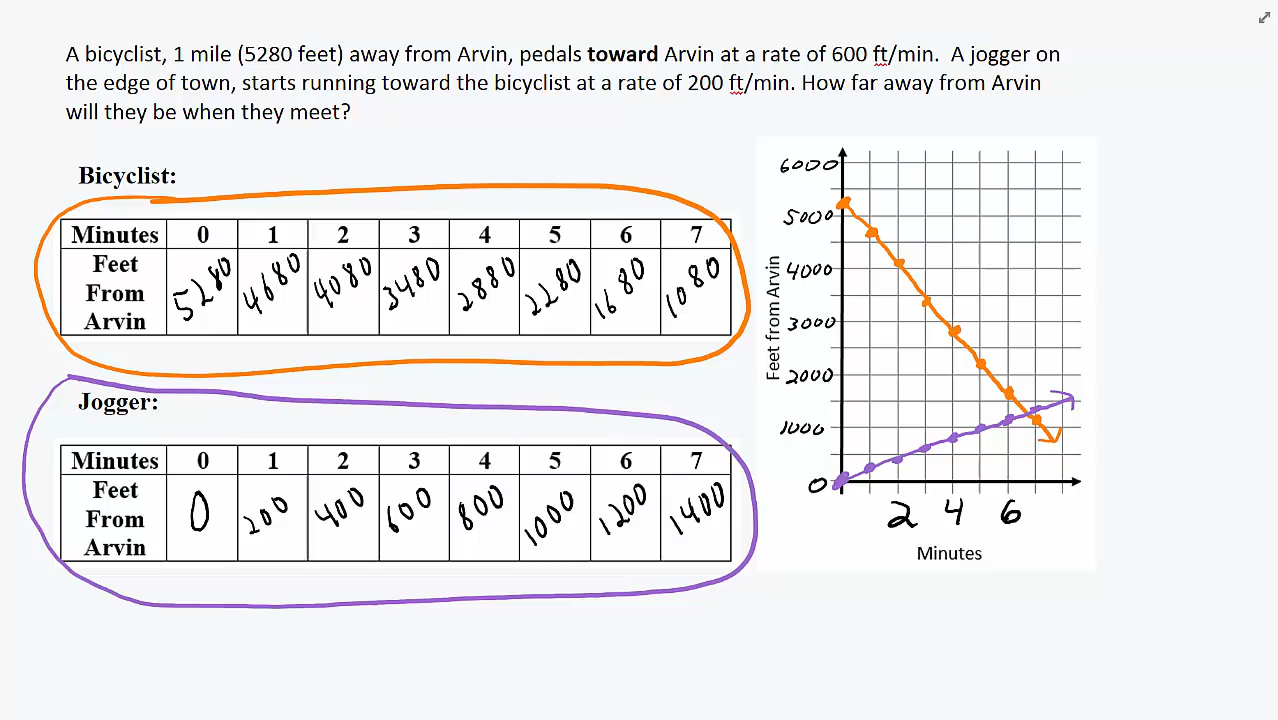 A bicyclist, 1 mile (5280 feet) away from Arvin, pedals toward Arvin at a rate of 600 ft/min. A jogger on
the edge of town, starts running toward the bicyclist at a rate of 200 ft/min. How far away from Arvin
will they be when they meet?
Bicyclist:
Minutes 0 1 2 3 4 5 6 7
Feet
From
Arvin
5280 4680 4080 3480 2880 2280 1680 1080
Jogger:
Minutes 0 1 2 3 4 5 6 7
Feet
From
Arvin
0 200 400 600 800 1000 1200 1400
Feet from Arvin
6000
5000
4000
3000
2000
1000
0
2 4 6
Minutes